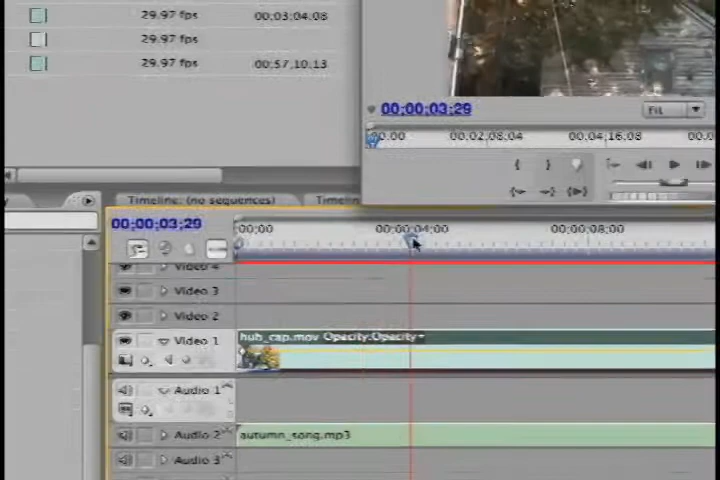 29.97 fps 00;03;04;08
29.97 fps
29.97 fps 00;57;10;13
00;00;03;29 Fit
00;00 00;02;08;04 00;04;16;08 00;0
Timeline: (no sequences) Timelin
00;00;03;29 00;00 00;00;04;00 00;00;08;00
Video 4
Video 3
Video 2
Video 1 hub_cap.mov Opacity:Opacity
Audio 1
Audio 2 autumn_song.mp3
Audio 3